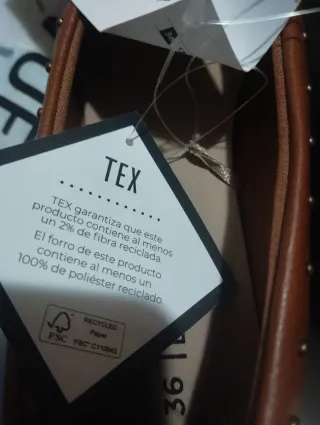 TEX
TEX garantiza que este
producto contiene al menos
un 2% de fibra reciclada.
El forro de este producto
contiene al menos un
100% de poliéster reciclado.
RECYCLED
Paper
FSC
FSC® C110845
36